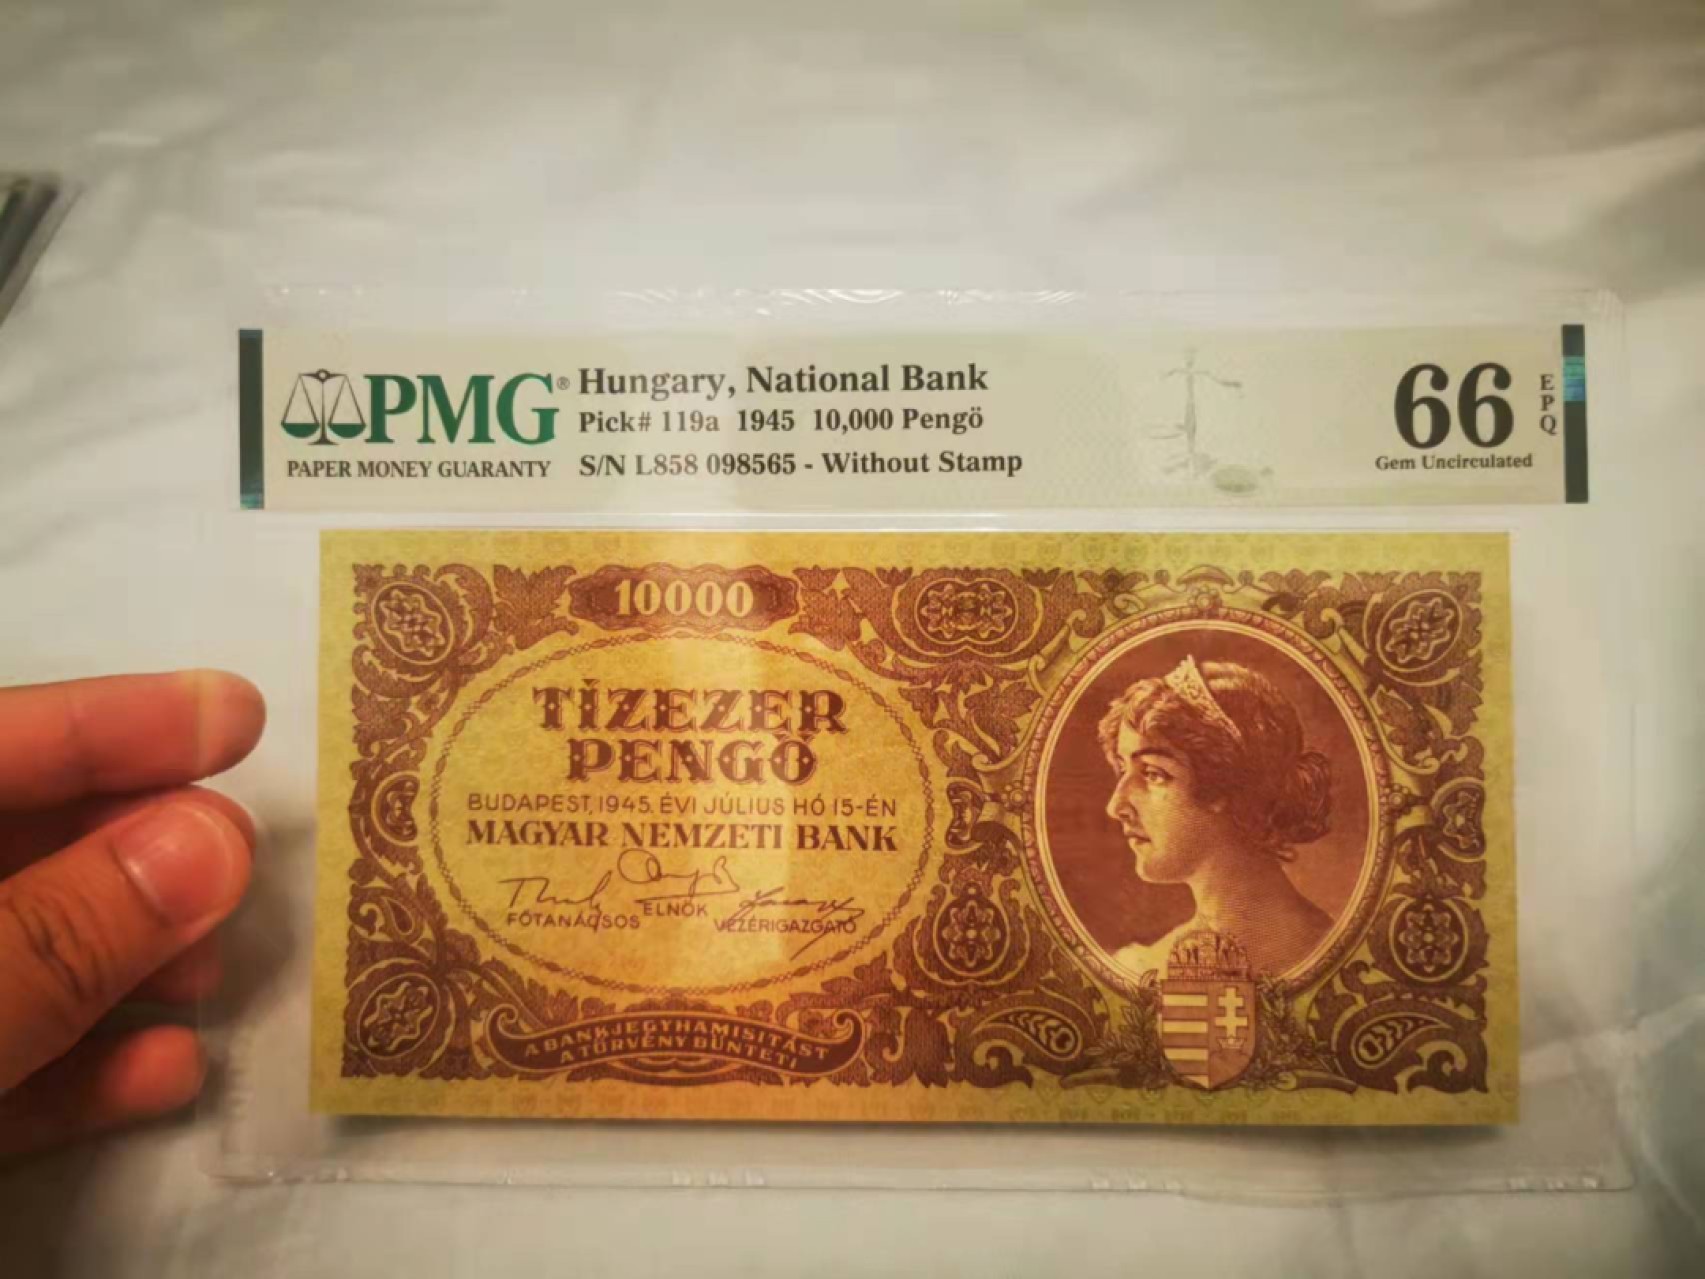 PMG®
PAPER MONEY GUARANTY
Hungary, National Bank
Pick# 119a 1945 10,000 Pengö
S/N L858 098565 - Without Stamp
66
EPQ
Gem Uncirculated
10000
TÍZEZER
PENGŐ
BUDAPEST, 1945. ÉVI JÚLIUS HÓ 15-ÉN
MAGYAR NEMZETI BANK
FŐTANÁCSOS ELNÖK VEZÉRIGAZGATÓ
A BANKJEGYHAMISÍTÁST
A TÖRVÉNY BÜNTETI